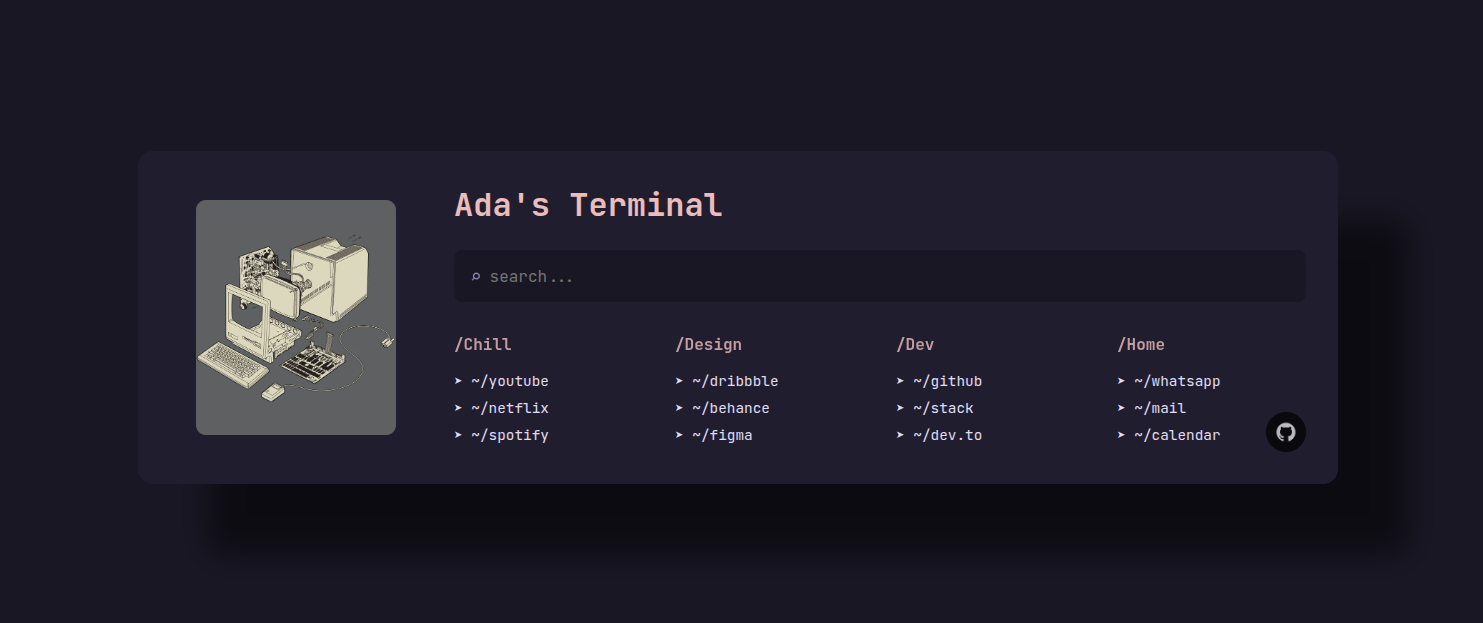 Ada's Terminal
search...
/Chill
➤ ~/youtube
➤ ~/netflix
➤ ~/spotify
/Design
➤ ~/dribbble
➤ ~/behance
➤ ~/figma
/Dev
➤ ~/github
➤ ~/stack
➤ ~/dev.to
/Home
➤ ~/whatsapp
➤ ~/mail
➤ ~/calendar